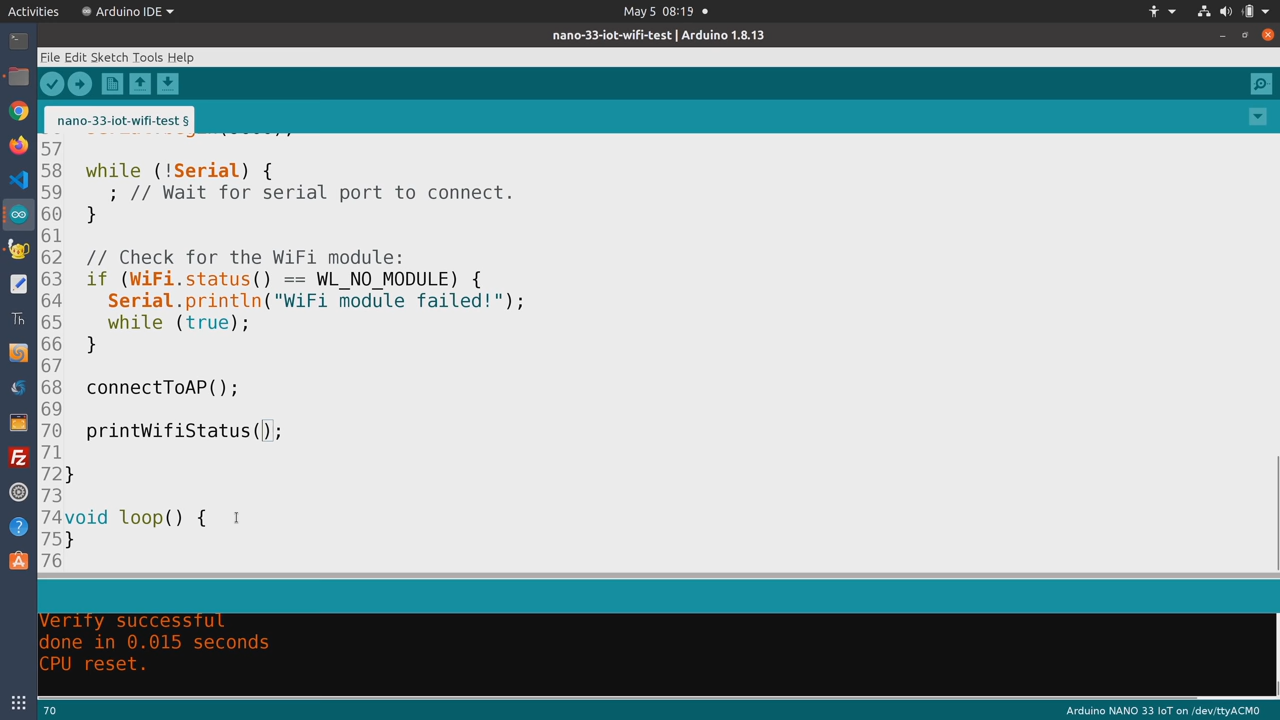 Activities Arduino IDE May 5 08:19
nano-33-iot-wifi-test | Arduino 1.8.13
File Edit Sketch Tools Help
nano-33-iot-wifi-test §
57
58 while (!Serial) {
59 ; // Wait for serial port to connect.
60 }
61
62 // Check for the WiFi module:
63 if (WiFi.status() == WL_NO_MODULE) {
64 Serial.println("WiFi module failed!");
65 while (true);
66 }
67
68 connectToAP();
69
70 printWifiStatus();
71
72 }
73
74 void loop() {
75 }
76
Verify successful
done in 0.015 seconds
CPU reset.
70 Arduino NANO 33 IoT on /dev/ttyACM0